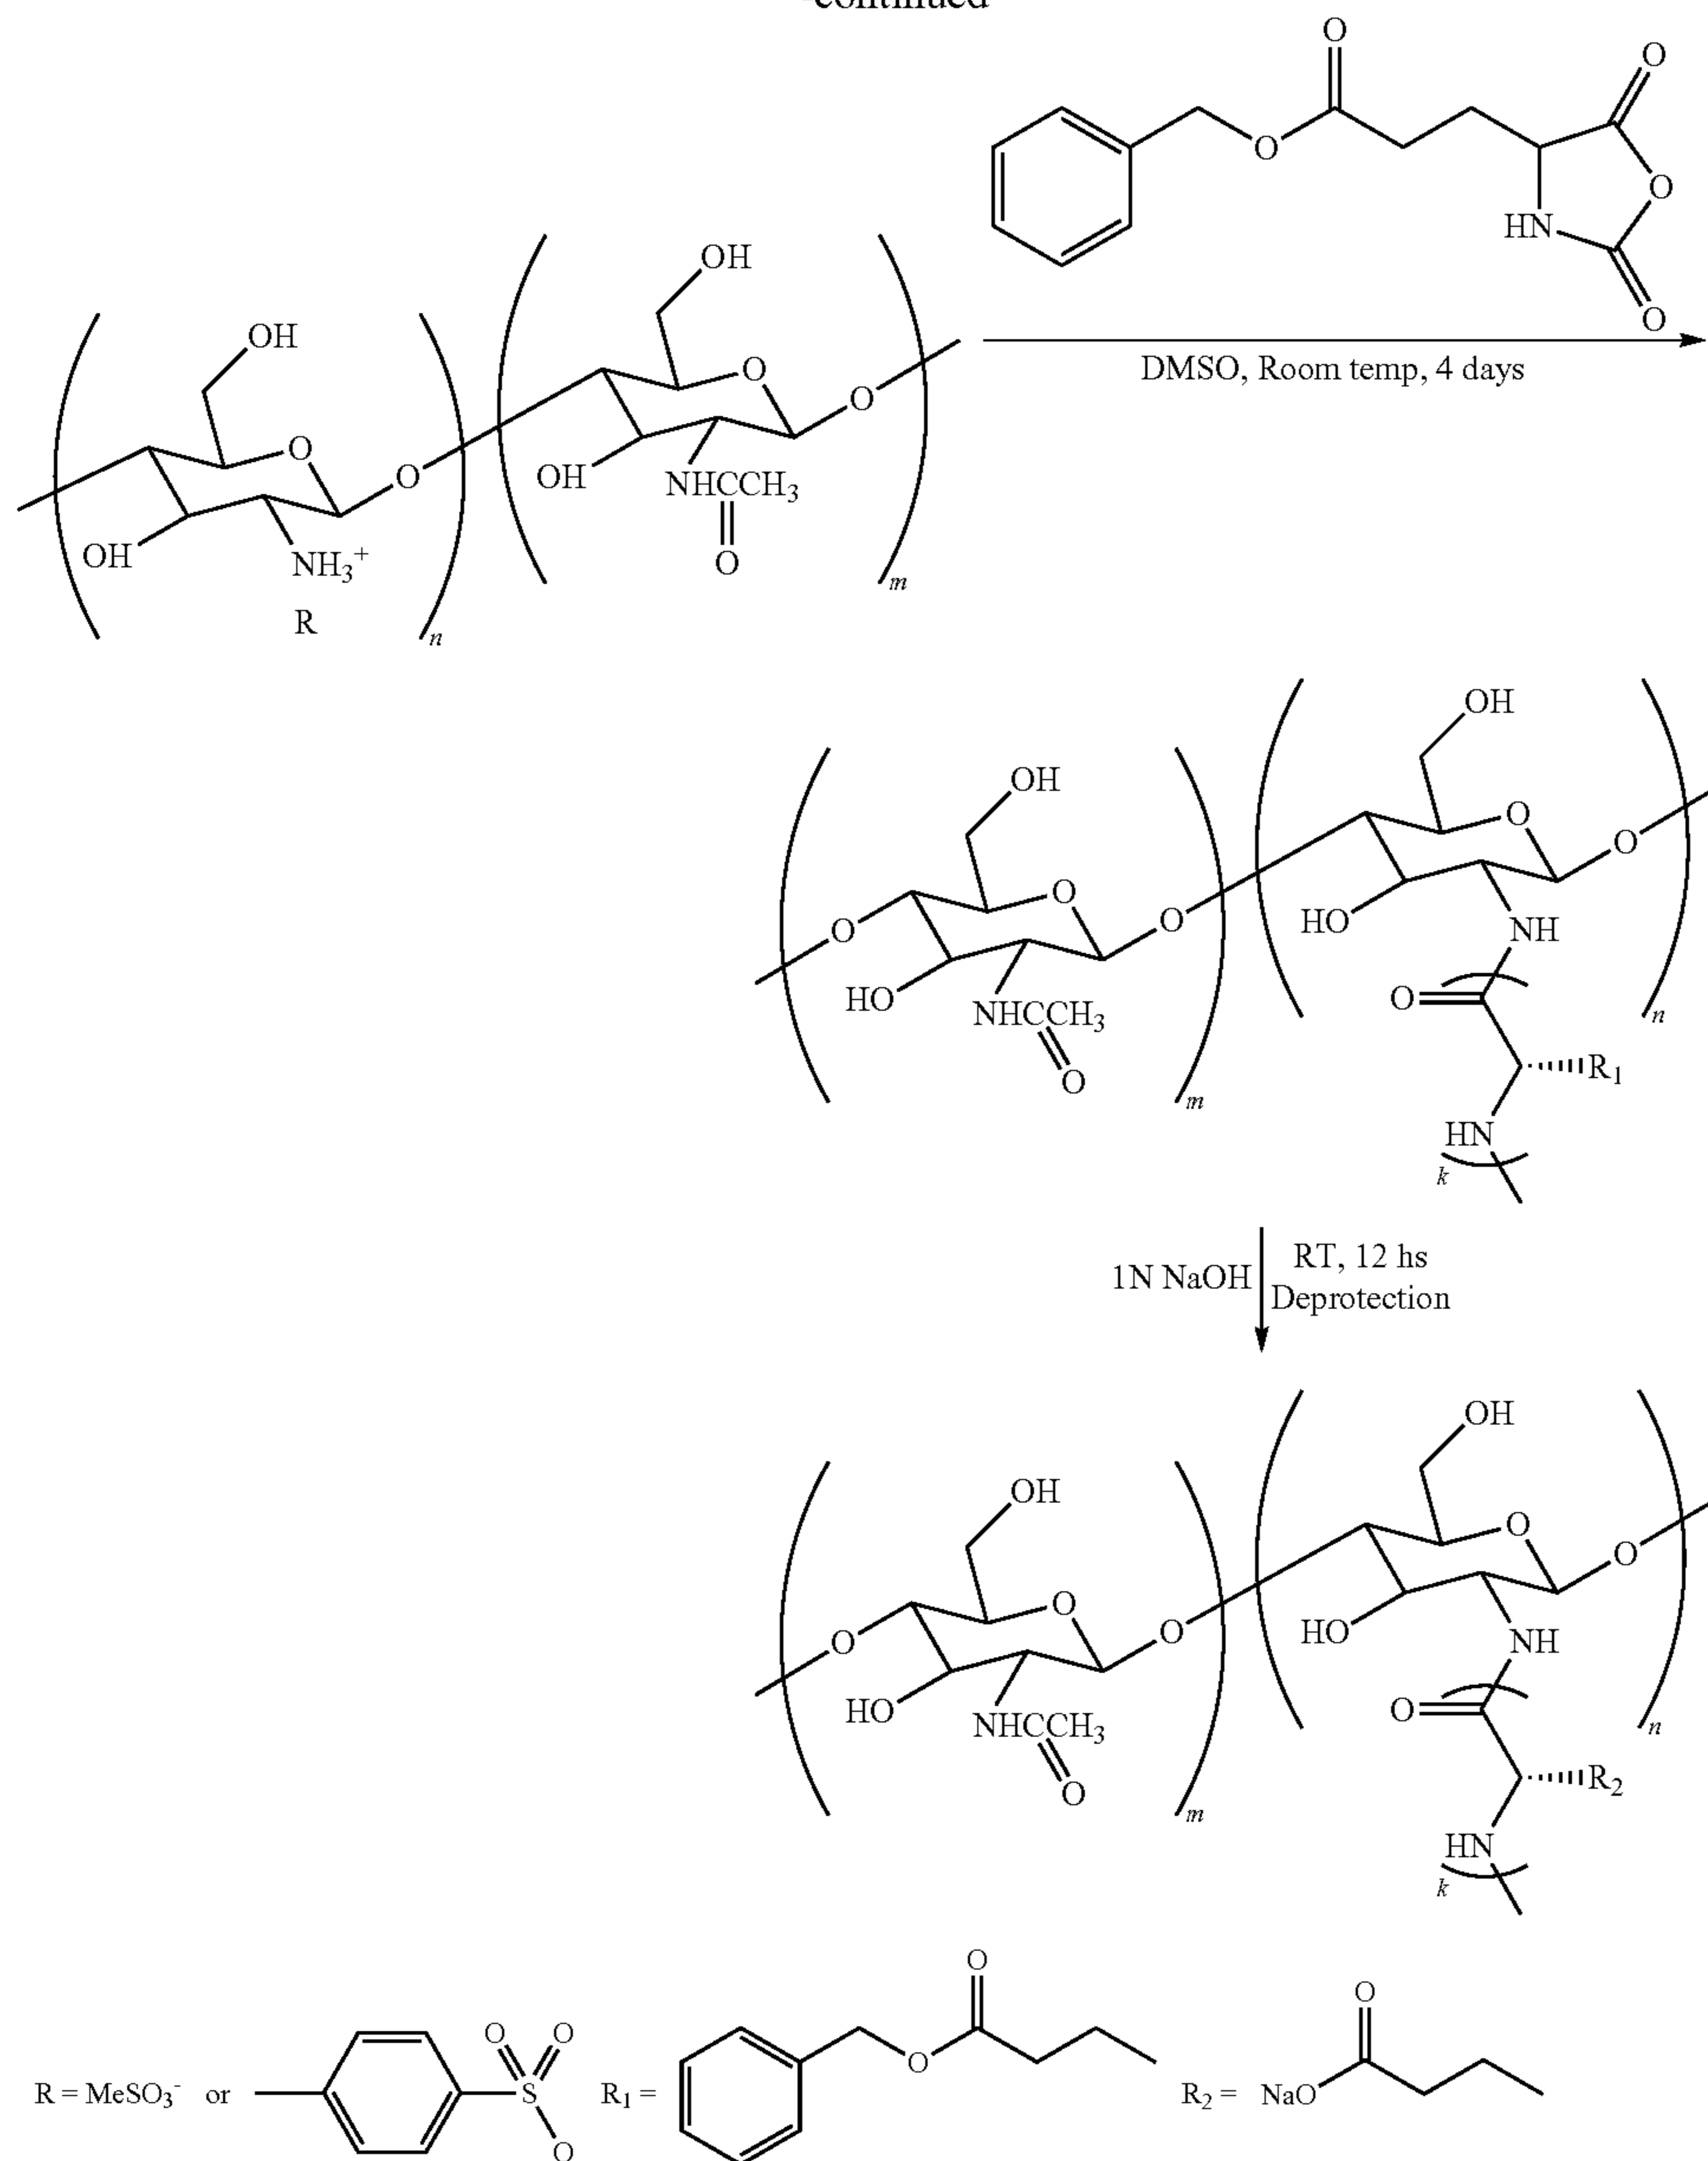 -continued
O
O
O
O
HN
O
OH
O
O
OH
NH3+
R
n
OH
O
O
OH
NHCCH3
O
m
DMSO, Room temp, 4 days
OH
O
O
O
HO
NHCCH3
O
m
OH
O
O
HO
NH
O
R1
HN
k
n
1N NaOH
RT, 12 hs
Deprotection
OH
O
O
O
HO
NHCCH3
O
m
OH
O
O
HO
NH
O
R2
HN
k
n
R = MeSO3- or
O O
S
O
R1 =
O
O
R2 =
O
NaO